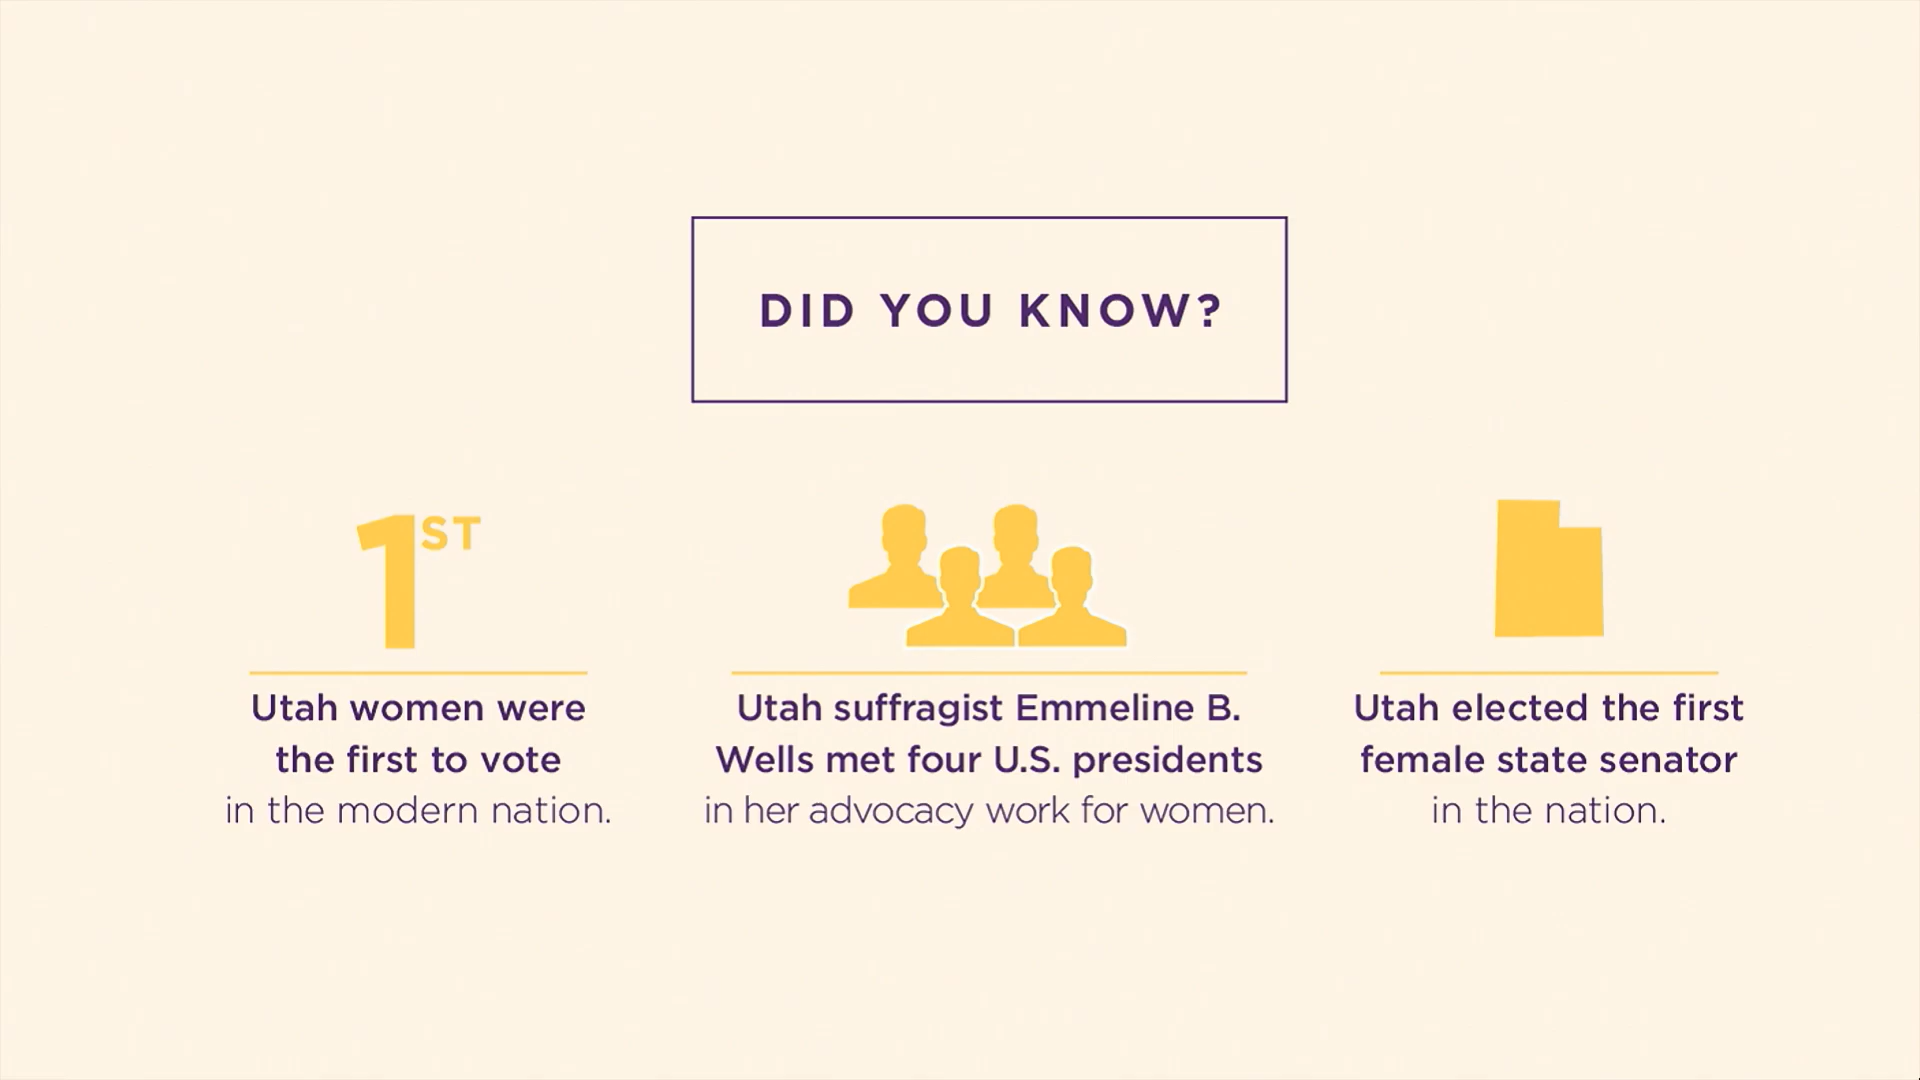 DID YOU KNOW?
1ST
Utah women were
the first to vote
in the modern nation.
Utah suffragist Emmeline B.
Wells met four U.S. presidents
in her advocacy work for women.
Utah elected the first
female state senator
in the nation.